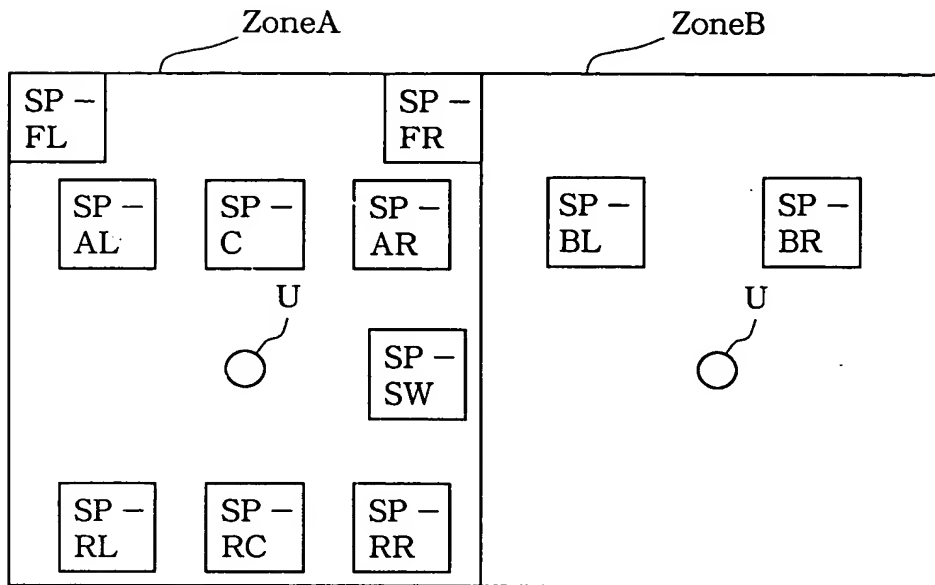 ZoneA
ZoneB
SP –
FL
SP –
FR
SP –
AL
SP –
C
SP –
AR
SP –
BL
SP –
BR
U
U
SP –
SW
SP –
RL
SP –
RC
SP –
RR